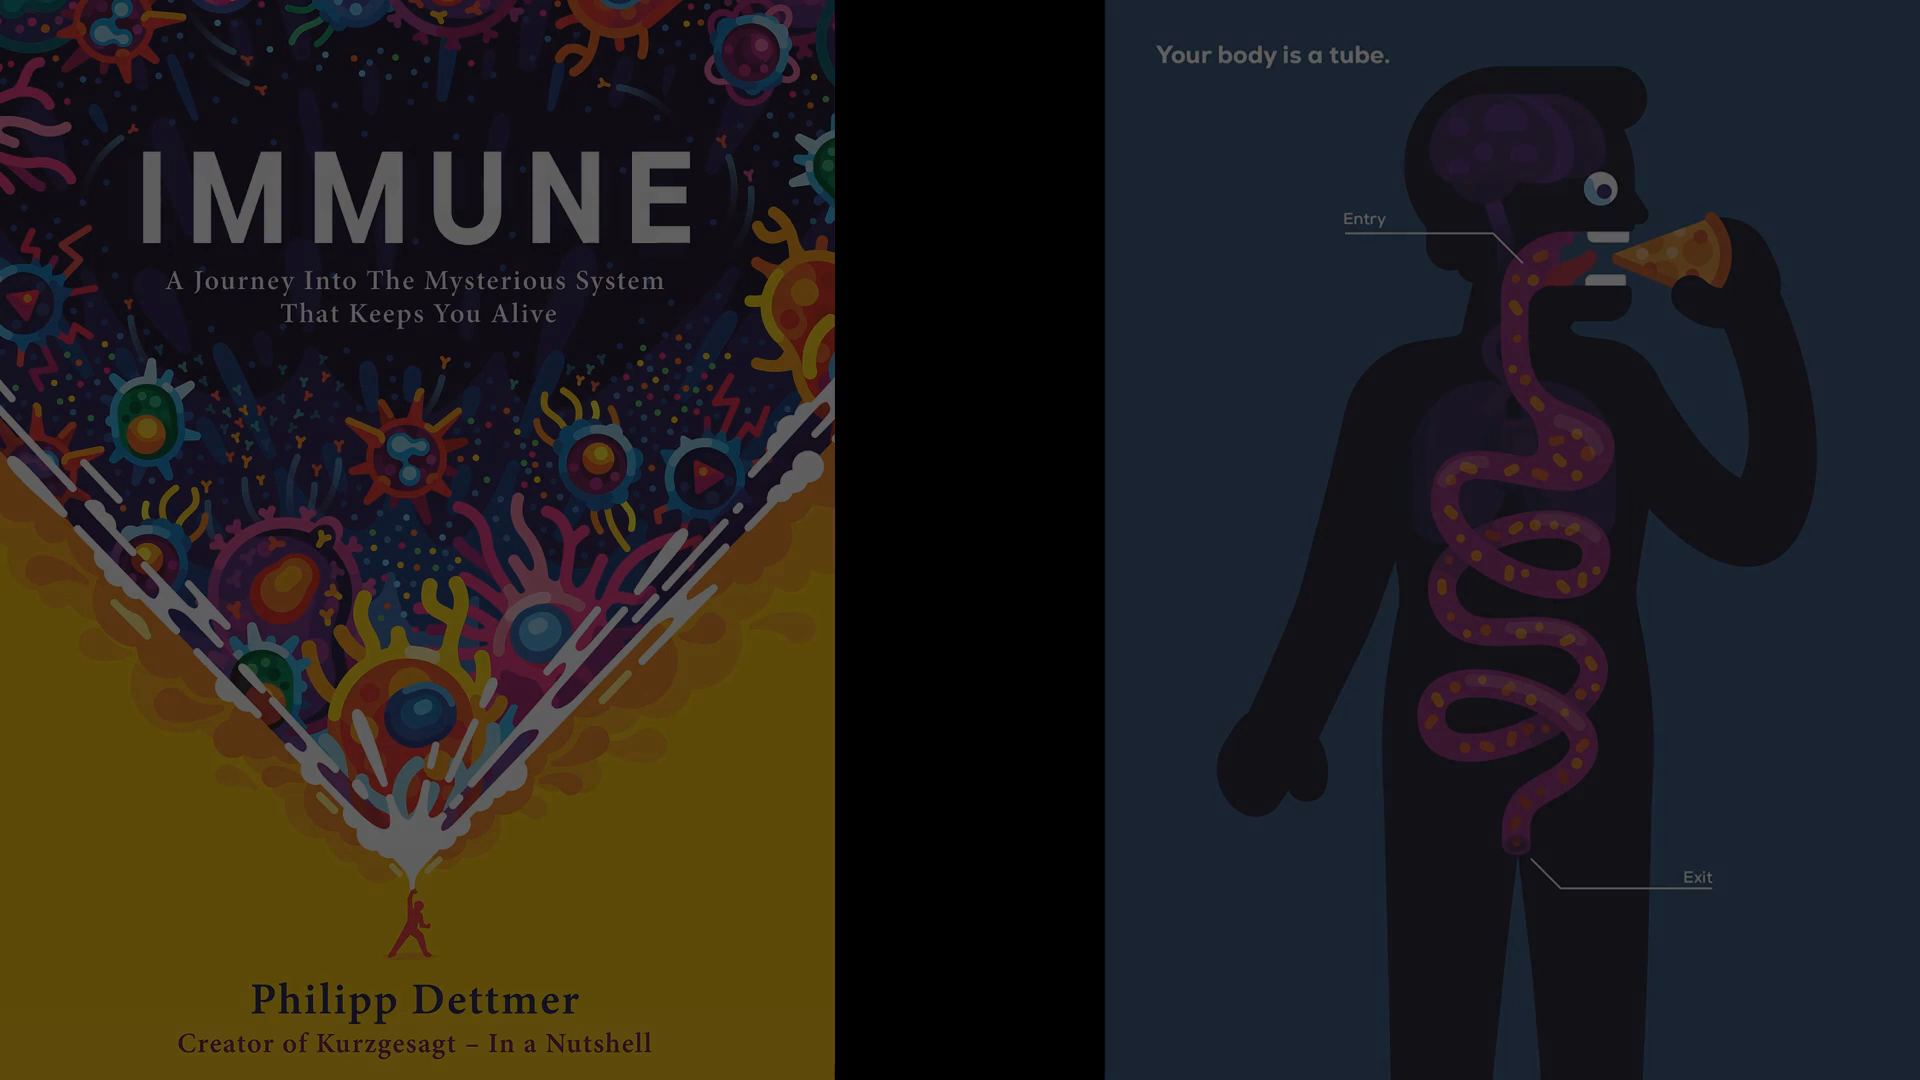 IMMUNE
A Journey Into The Mysterious System
That Keeps You Alive
Philipp Dettmer
Creator of Kurzgesagt – In a Nutshell
Your body is a tube.
Entry
Exit